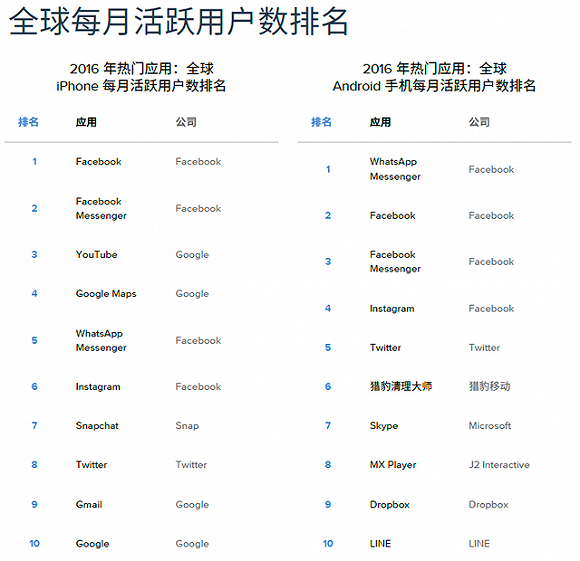 全球每月活跃用户数排名
2016 年热门应用：全球
iPhone 每月活跃用户数排名
排名 应用 公司
1 Facebook Facebook
2 Facebook Messenger Facebook
3 YouTube Google
4 Google Maps Google
5 WhatsApp Messenger Facebook
6 Instagram Facebook
7 Snapchat Snap
8 Twitter Twitter
9 Gmail Google
10 Google Google
2016 年热门应用：全球
Android 手机每月活跃用户数排名
排名 应用 公司
1 WhatsApp Messenger Facebook
2 Facebook Facebook
3 Facebook Messenger Facebook
4 Instagram Facebook
5 Twitter Twitter
6 猎豹清理大师 猎豹移动
7 Skype Microsoft
8 MX Player J2 Interactive
9 Dropbox Dropbox
10 LINE LINE